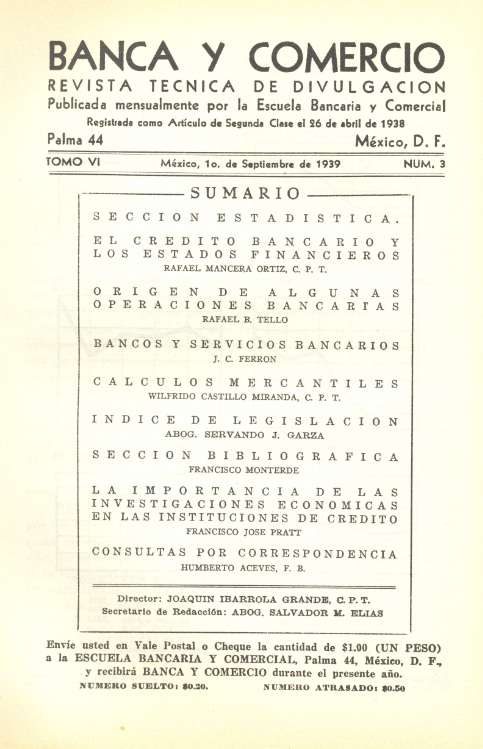 BANCA Y COMERCIO
REVISTA TECNICA DE DIVULGACION
Publicada mensualmente por la Escuela Bancaria y Comercial
Registrada como Artículo de Segunda Clase el 26 de abril de 1938
Palma 44 México, D. F.
TOMO VI México, 1o. de Septiembre de 1939 NUM. 3
SUMARIO
SECCION ESTADISTICA.
EL CREDITO BANCARIO Y
LOS ESTADOS FINANCIEROS
RAFAEL MANCERA ORTIZ, C. P. T.
ORIGEN DE ALGUNAS
OPERACIONES BANCARIAS
RAFAEL B. TELLO
BANCOS Y SERVICIOS BANCARIOS
J. C. FERRON
CALCULOS MERCANTILES
WILFRIDO CASTILLO MIRANDA, C. P. T.
INDICE DE LEGISLACION
ABOG. SERVANDO J. GARZA
SECCION BIBLIOGRAFICA
FRANCISCO MONTERDE
LA IMPORTANCIA DE LAS
INVESTIGACIONES ECONOMICAS
EN LAS INSTITUCIONES DE CREDITO
FRANCISCO JOSE PRATT
CONSULTAS POR CORRESPONDENCIA
HUMBERTO ACEVES, F. B.
Director: JOAQUIN IBARROLA GRANDE, C. P. T.
Secretario de Redacción: ABOG. SALVADOR M. ELIAS
Envíe usted en Vale Postal o Cheque la cantidad de $1.00 (UN PESO)
a la ESCUELA BANCARIA Y COMERCIAL, Palma 44, México, D. F.,
y recibirá BANCA Y COMERCIO durante el presente año.
NUMERO SUELTO: $0.20. NUMERO ATRASADO: $0.50